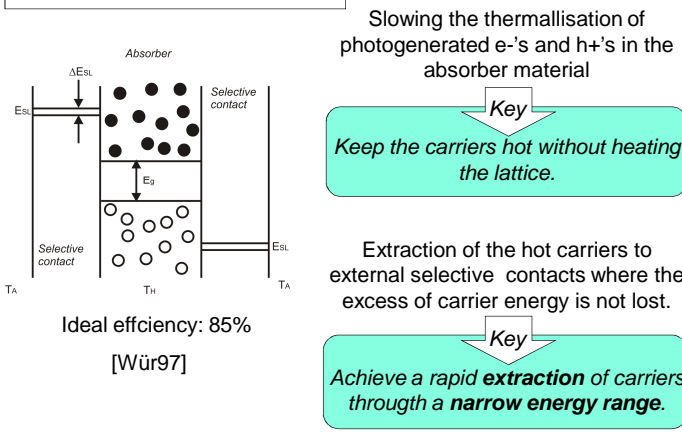 Absorber
ΔESL
Selective
contact
ESL
Eg
ESL
Selective
contact
TA
TH
TA
Ideal effciency: 85%
[Wür97]
Slowing the thermallisation of
photogenerated e-'s and h+'s in the
absorber material
Key
Keep the carriers hot without heating
the lattice.
Extraction of the hot carriers to
external selective contacts where the
excess of carrier energy is not lost.
Key
Achieve a rapid extraction of carriers
througth a narrow energy range.